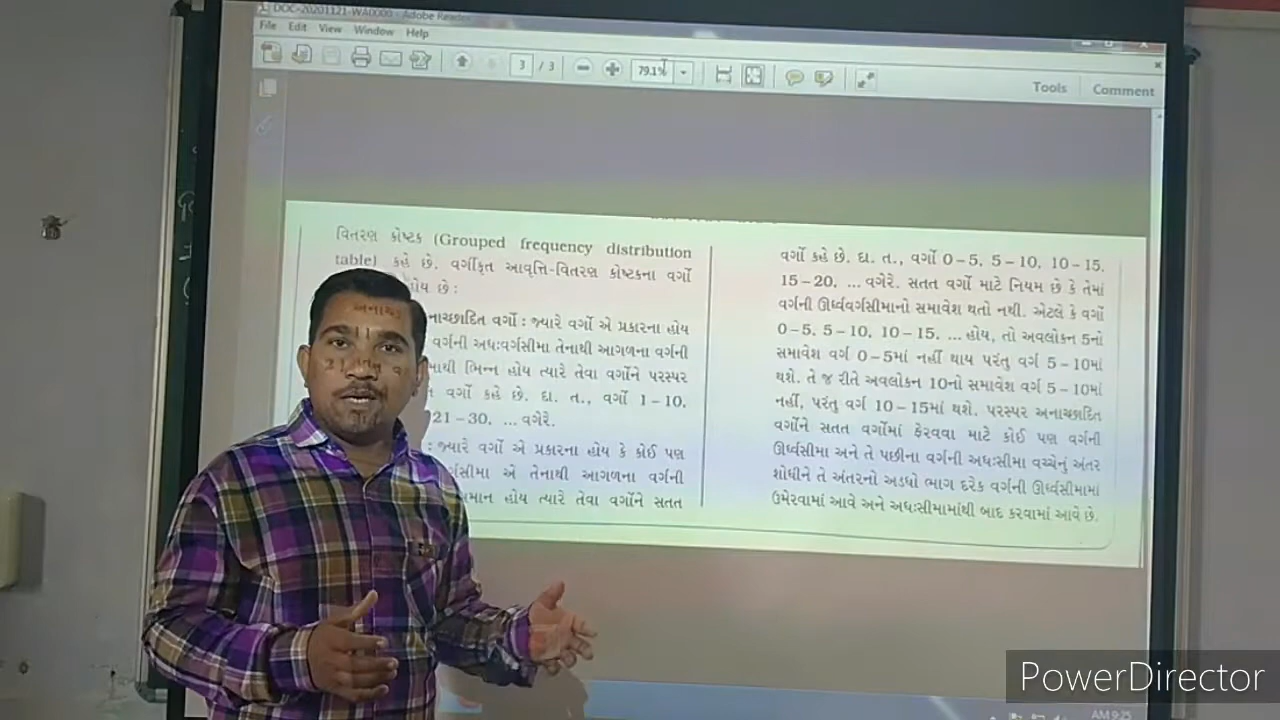 DOC-20201121-WA0000 - Adobe Reader
File Edit View Window Help
3 / 3
79.1%
Tools Comment
વિતરણ કોષ્ટક (Grouped frequency distribution
table) કહે છે. વર્ગીકૃત આવૃત્તિ-વિતરણ કોષ્ટકના વર્ગો
હોય છે :
વર્ગો : જ્યારે વર્ગો એ પ્રકારના હોય
વર્ગની અધઃવર્ગસીમા તેનાથી આગળના વર્ગની
ભિન્ન હોય ત્યારે તેવા વર્ગોને પરસ્પર
વર્ગો કહે છે. દા. ત., વર્ગો 1 – 10,
21 – 30, ... વગેરે.
: જ્યારે વર્ગો એ પ્રકારના હોય કે કોઈ પણ
એ તેનાથી આગળના વર્ગની
હોય ત્યારે તેવા વર્ગોને સતત
વર્ગો કહે છે. દા. ત., વર્ગો 0 – 5, 5 – 10, 10 – 15,
15 – 20, ... વગેરે. સતત વર્ગો માટે નિયમ છે કે તેમાં
વર્ગની ઊર્ધ્વવર્ગસીમાનો સમાવેશ થતો નથી. એટલે કે વર્ગો
0 – 5, 5 – 10, 10 – 15, ... હોય, તો અવલોકન 5નો
સમાવેશ વર્ગ 0 – 5માં નહીં થાય પરંતુ વર્ગ 5 – 10માં
થશે. તે જ રીતે અવલોકન 10નો સમાવેશ વર્ગ 5 – 10માં
નહીં, પરંતુ વર્ગ 10 – 15માં થશે. પરસ્પર અનાચ્છાદિત
વર્ગોને સતત વર્ગોમાં ફેરવવા માટે કોઈ પણ વર્ગની
ઊર્ધ્વસીમા અને તે પછીના વર્ગની અધઃસીમા વચ્ચેનું અંતર
શોધીને તે અંતરનો અડધો ભાગ દરેક વર્ગની ઊર્ધ્વસીમામાં
ઉમેરવામાં આવે અને અધઃસીમામાંથી બાદ કરવામાં આવે છે.
PowerDirector
AM 9:25